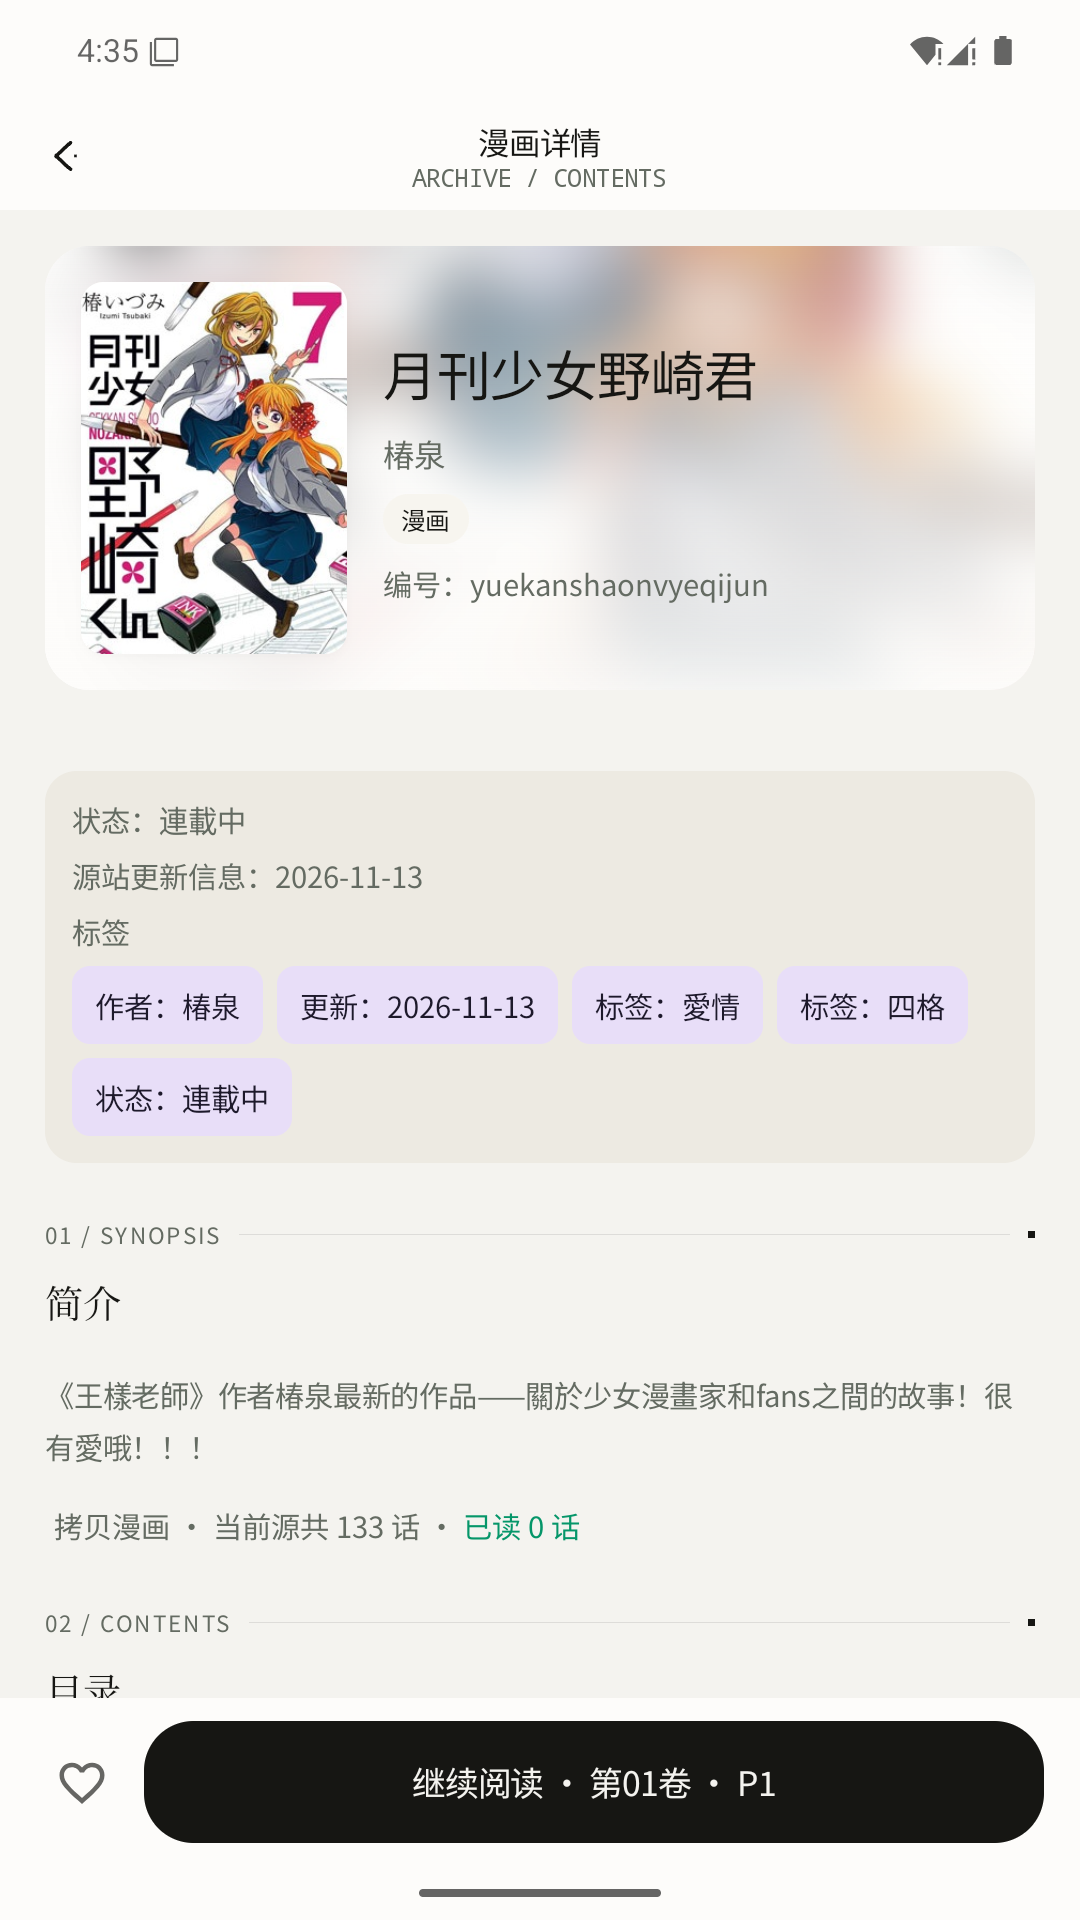 4:35
漫画详情
ARCHIVE / CONTENTS
椿いづみ
Izumi Tsubaki
7
月刊
少女
野
崎
くん
INK
月刊少女野崎君
椿泉
漫画
编号：yuekanshaonvyeqijun
状态：連載中
源站更新信息：2026-11-13
标签
作者：椿泉
更新：2026-11-13
标签：愛情
标签：四格
状态：連載中
01 / SYNOPSIS
简介
《王樣老師》作者椿泉最新的作品——關於少女漫畫家和fans之間的故事！很
有愛哦！！！
拷贝漫画 · 当前源共 133 话 · 已读 0 话
02 / CONTENTS
目录
继续阅读 · 第01卷 · P1